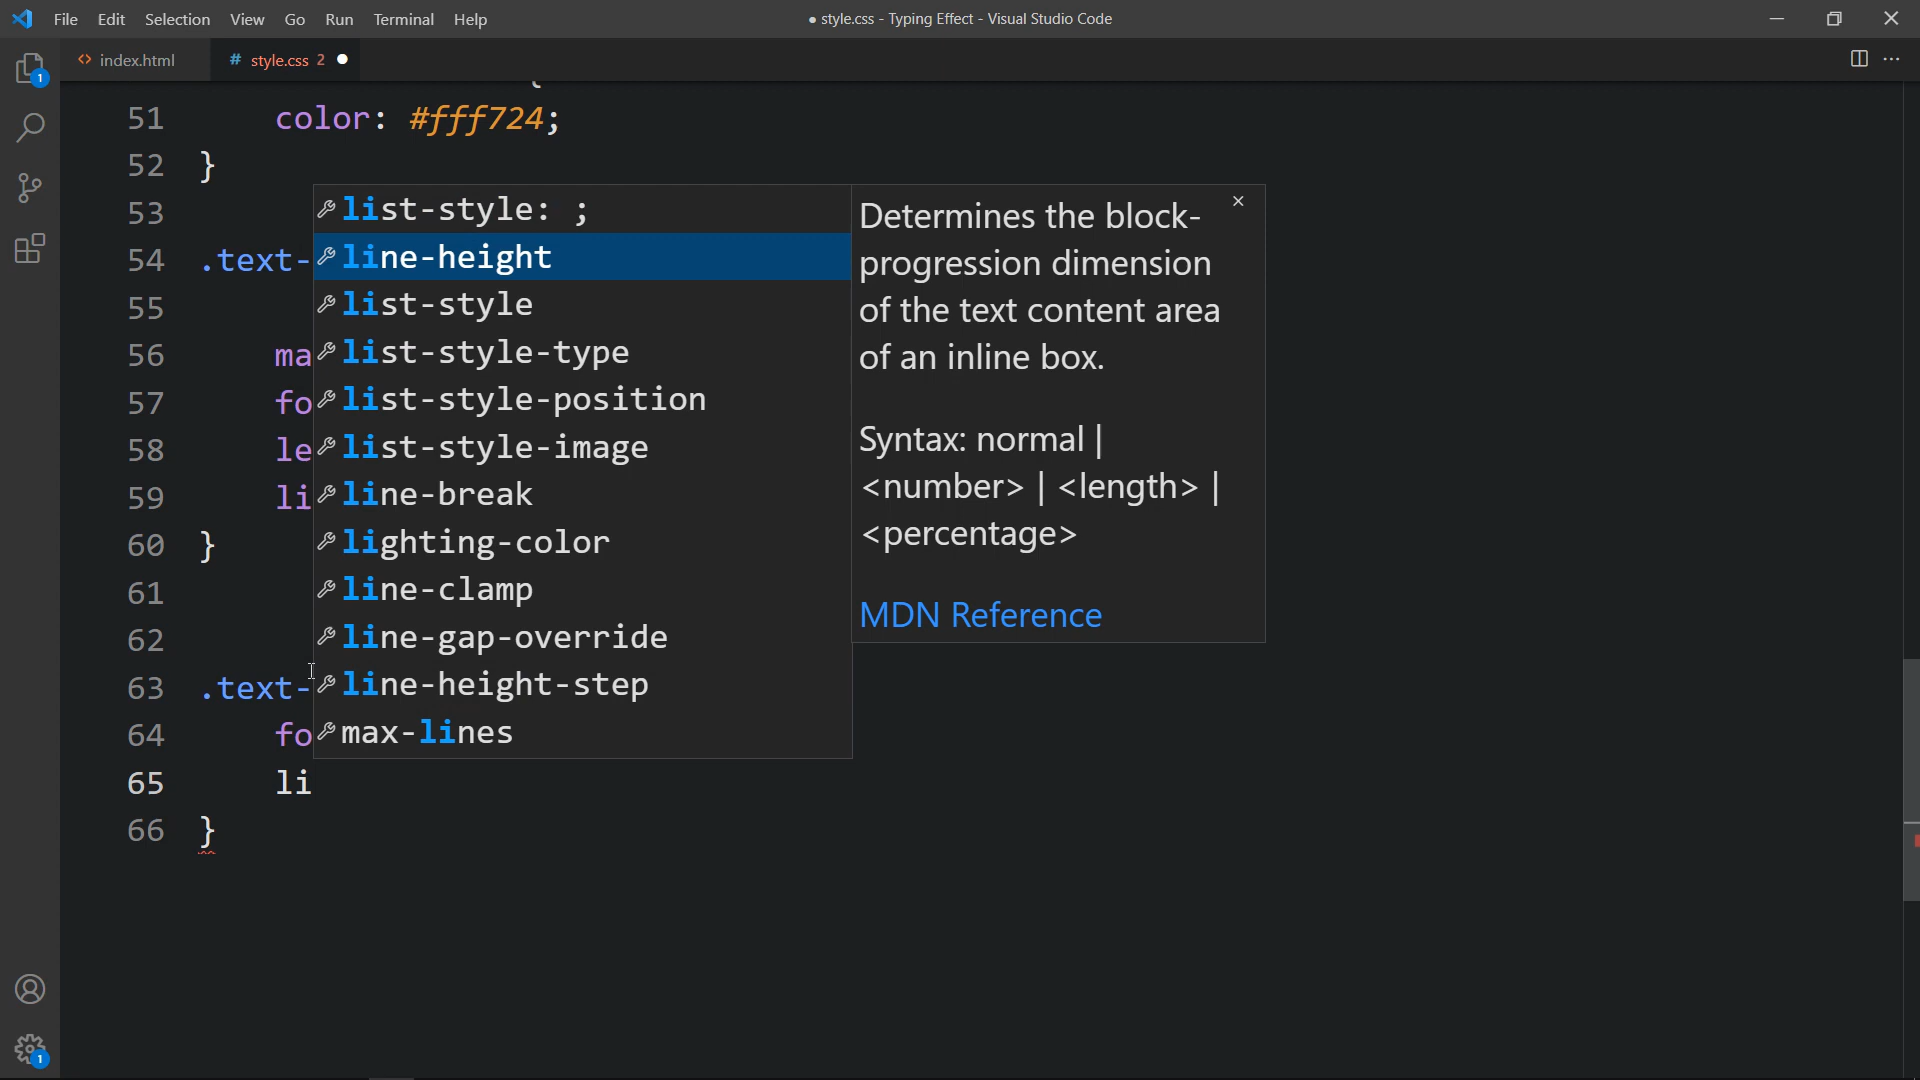 File Edit Selection View Go Run Terminal Help
● style.css - Typing Effect - Visual Studio Code
index.html
# style.css 2
51 color: #fff724;
52 }
53
54 .text-
55
56 ma
57 fo
58 le
59 li
60 }
61
62
63 .text-
64 fo
65 li
66 }
list-style: ;
line-height
list-style
list-style-type
list-style-position
list-style-image
line-break
lighting-color
line-clamp
line-gap-override
line-height-step
max-lines
Determines the block-
progression dimension
of the text content area
of an inline box.
Syntax: normal |
<number> | <length> |
<percentage>
MDN Reference
1
1